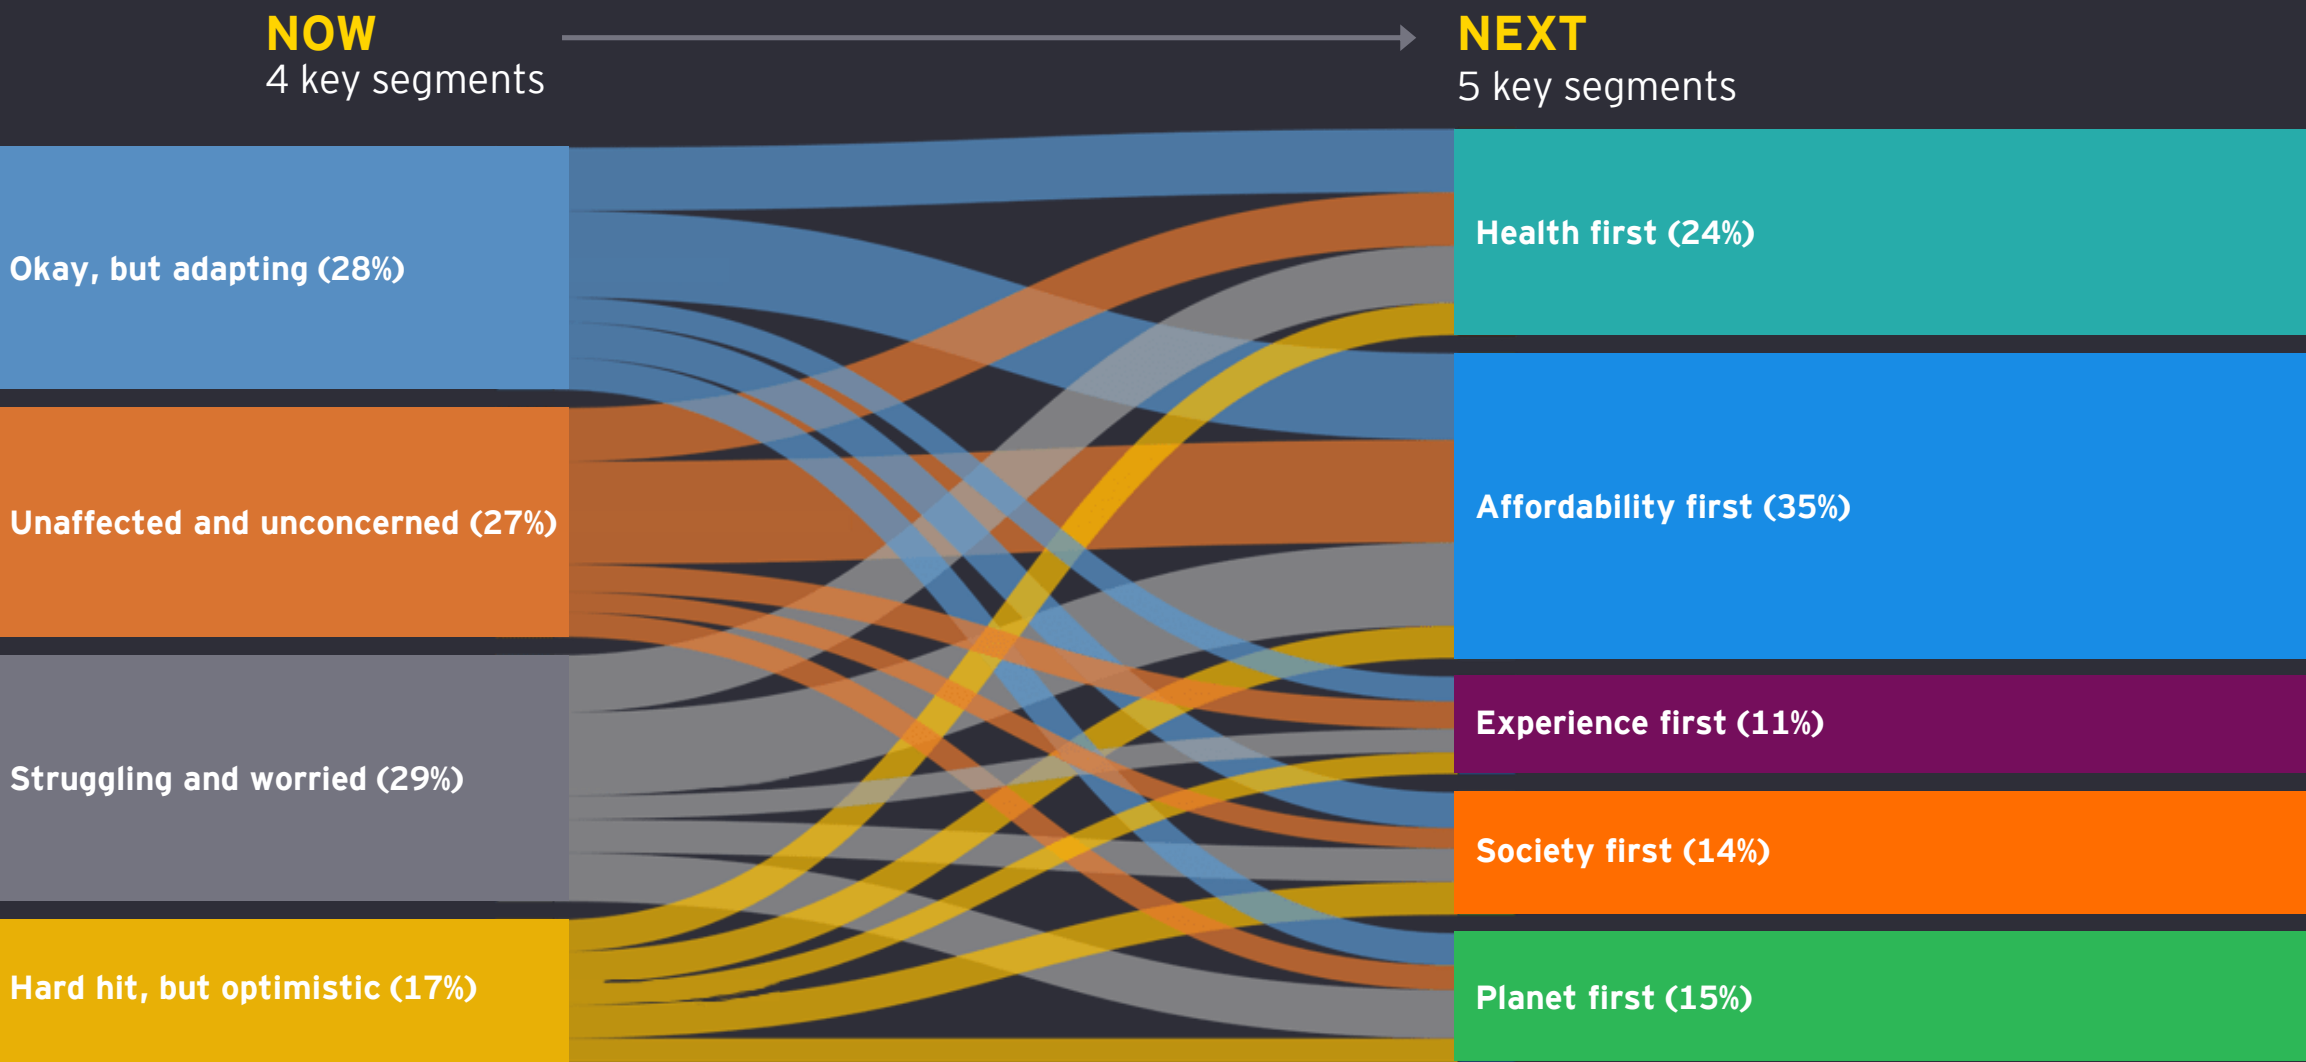 NOW
4 key segments
NEXT
5 key segments
Okay, but adapting (28%)
Unaffected and unconcerned (27%)
Struggling and worried (29%)
Hard hit, but optimistic (17%)
Health first (24%)
Affordability first (35%)
Experience first (11%)
Society first (14%)
Planet first (15%)